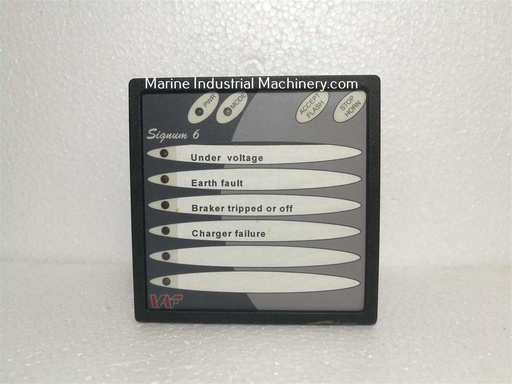 Marine Industrial Machinery.com
PWR
MODE
ACCEPT
FLASH
STOP
HORN
Signum 6
Under voltage
Earth fault
Braker tripped or off
Charger failure